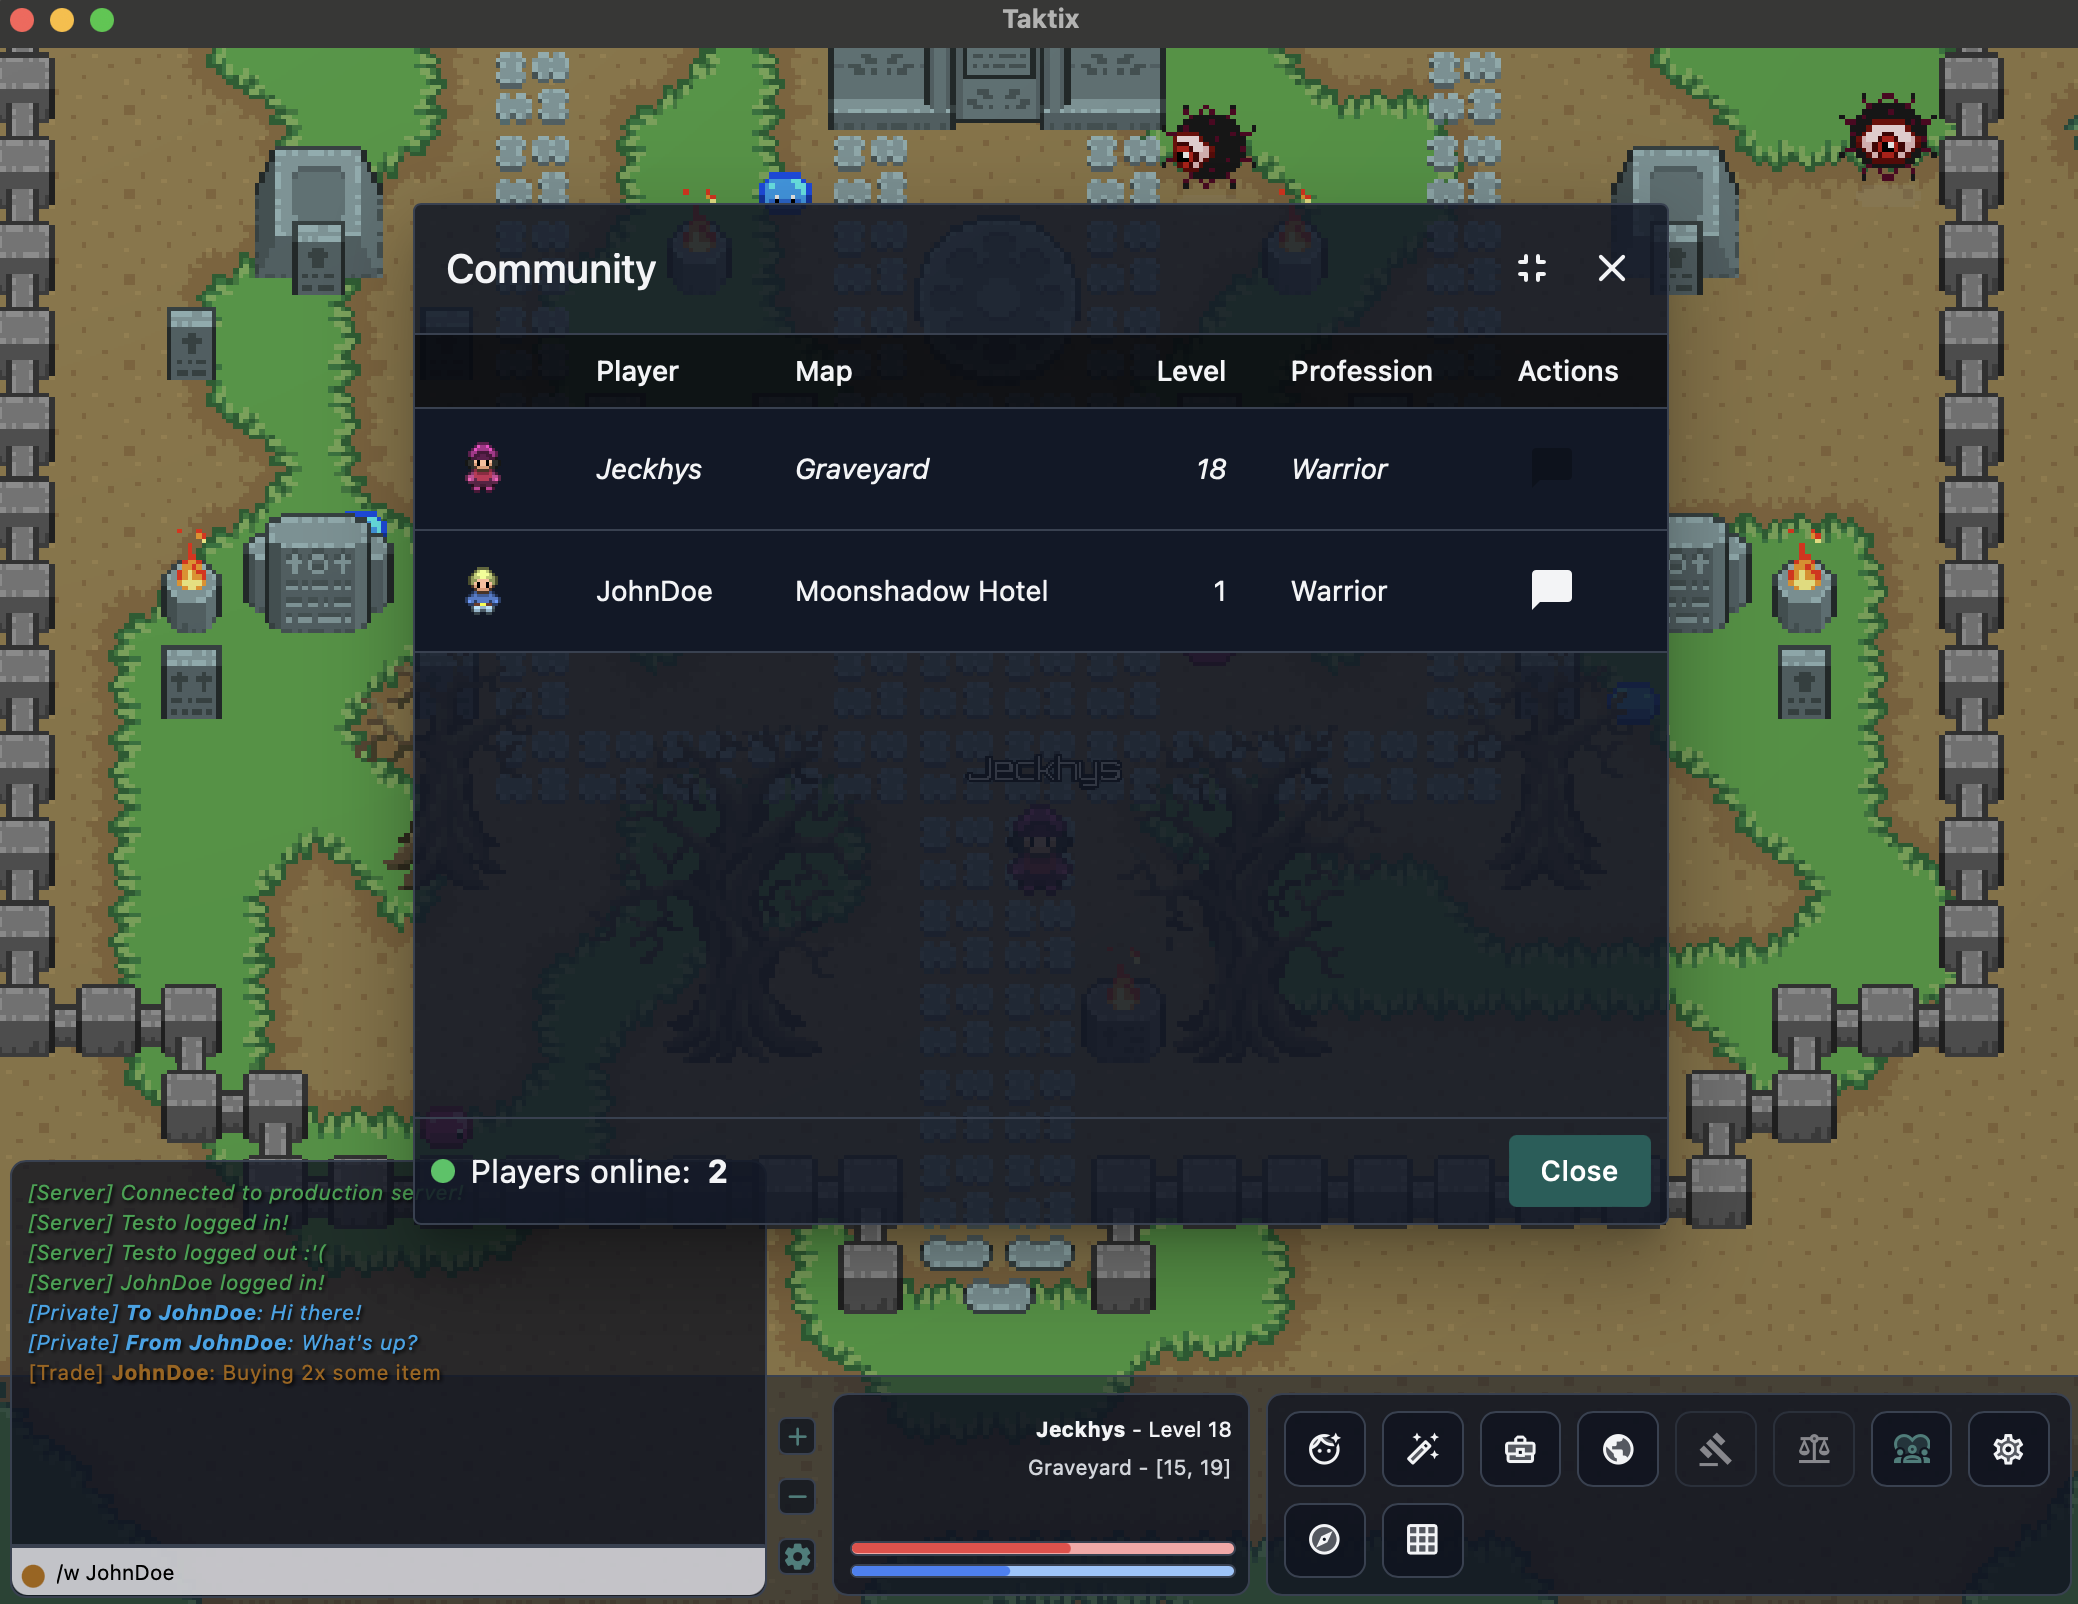 Taktix
Community
Player Map Level Profession Actions
Jeckhys Graveyard 18 Warrior
JohnDoe Moonshadow Hotel 1 Warrior
Jeckhys
Players online: 2
Close
[Server] Connected to production server!
[Server] Testo logged in!
[Server] Testo logged out :'(
[Server] JohnDoe logged in!
[Private] To JohnDoe: Hi there!
[Private] From JohnDoe: What's up?
[Trade] JohnDoe: Buying 2x some item
/w JohnDoe
Jeckhys - Level 18
Graveyard - [15, 19]